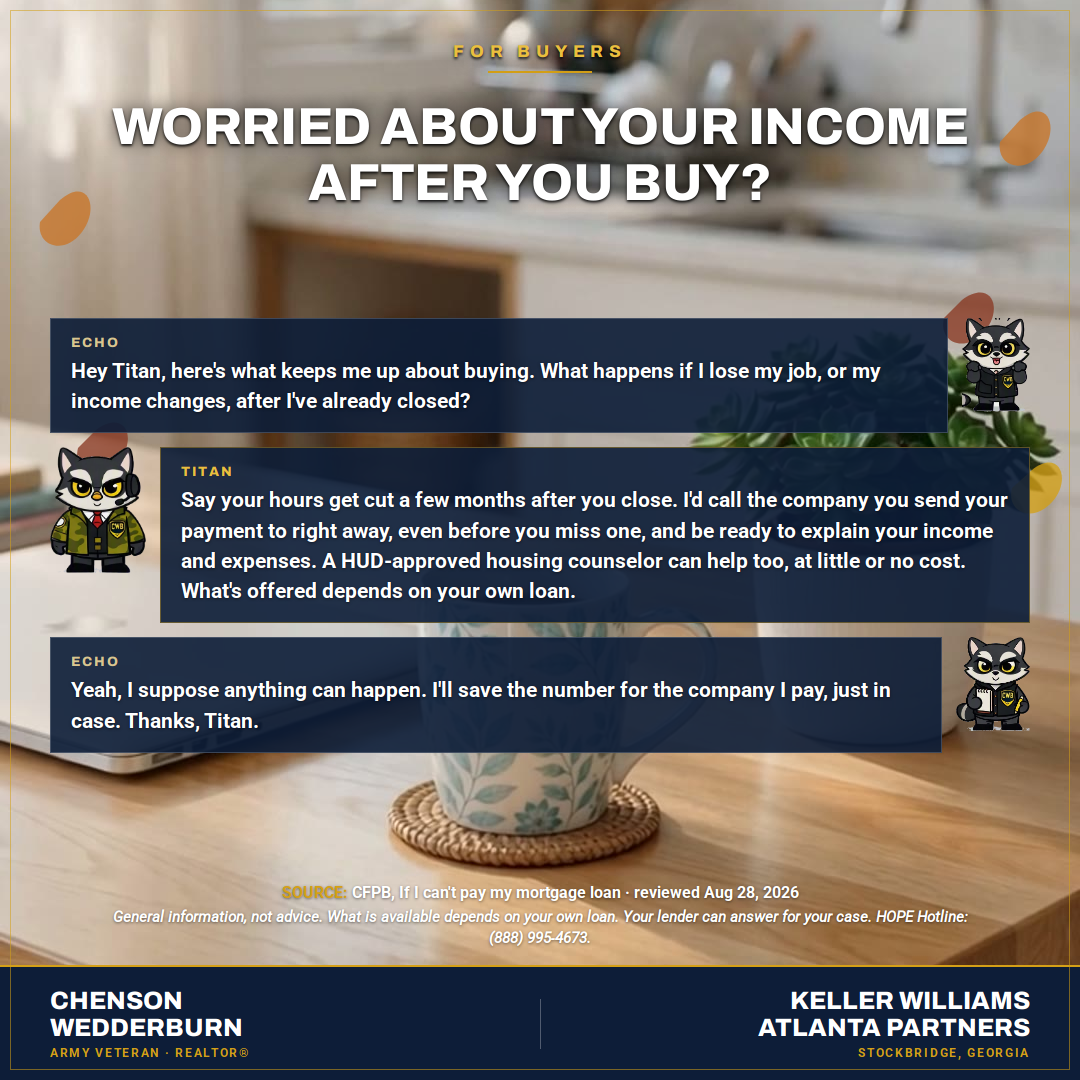 FOR BUYERS
WORRIED ABOUT YOUR INCOME
AFTER YOU BUY?
ECHO
Hey Titan, here's what keeps me up about buying. What happens if I lose my job, or my
income changes, after I've already closed?
CWB
TITAN
Say your hours get cut a few months after you close. I'd call the company you send your
payment to right away, even before you miss one, and be ready to explain your income
and expenses. A HUD-approved housing counselor can help too, at little or no cost.
What's offered depends on your own loan.
CWB
ECHO
Yeah, I suppose anything can happen. I'll save the number for the company I pay, just in
case. Thanks, Titan.
CWB
SOURCE: CFPB, If I can't pay my mortgage loan · reviewed Aug 28, 2026
General information, not advice. What is available depends on your own loan. Your lender can answer for your case. HOPE Hotline:
(888) 995-4673.
CHENSON
WEDDERBURN
ARMY VETERAN · REALTOR®
KELLER WILLIAMS
ATLANTA PARTNERS
STOCKBRIDGE, GEORGIA